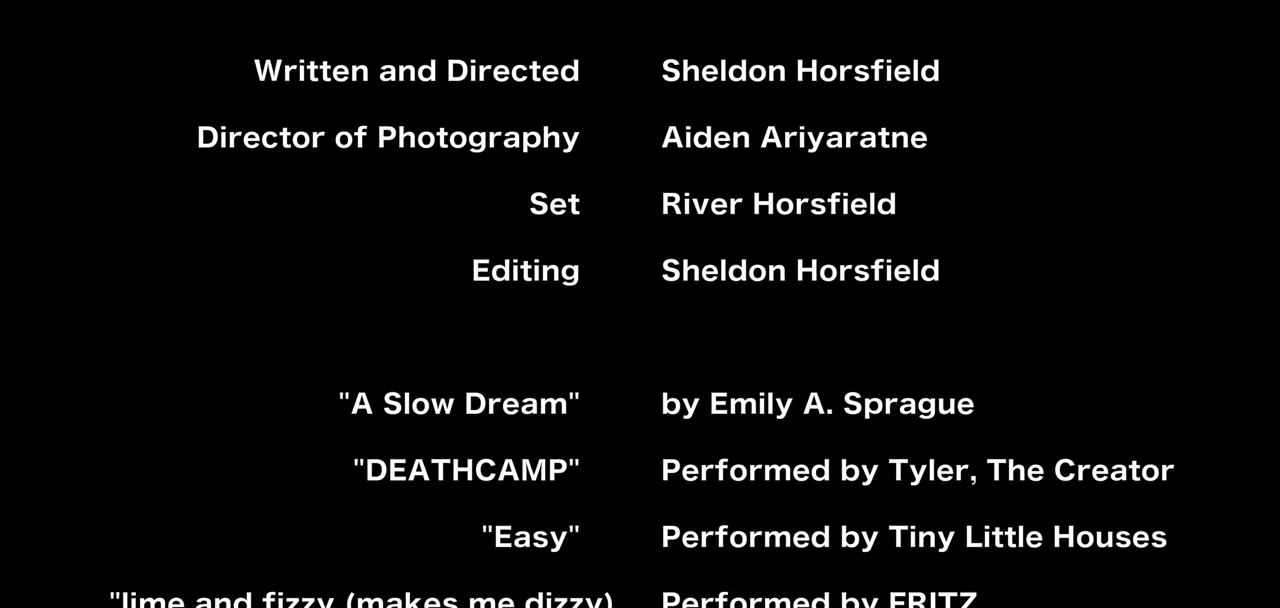 Written and Directed Sheldon Horsfield
Director of Photography Aiden Ariyaratne
Set River Horsfield
Editing Sheldon Horsfield
"A Slow Dream" by Emily A. Sprague
"DEATHCAMP" Performed by Tyler, The Creator
"Easy" Performed by Tiny Little Houses
"lime and fizzy (makes me dizzy) Performed by FRITZ